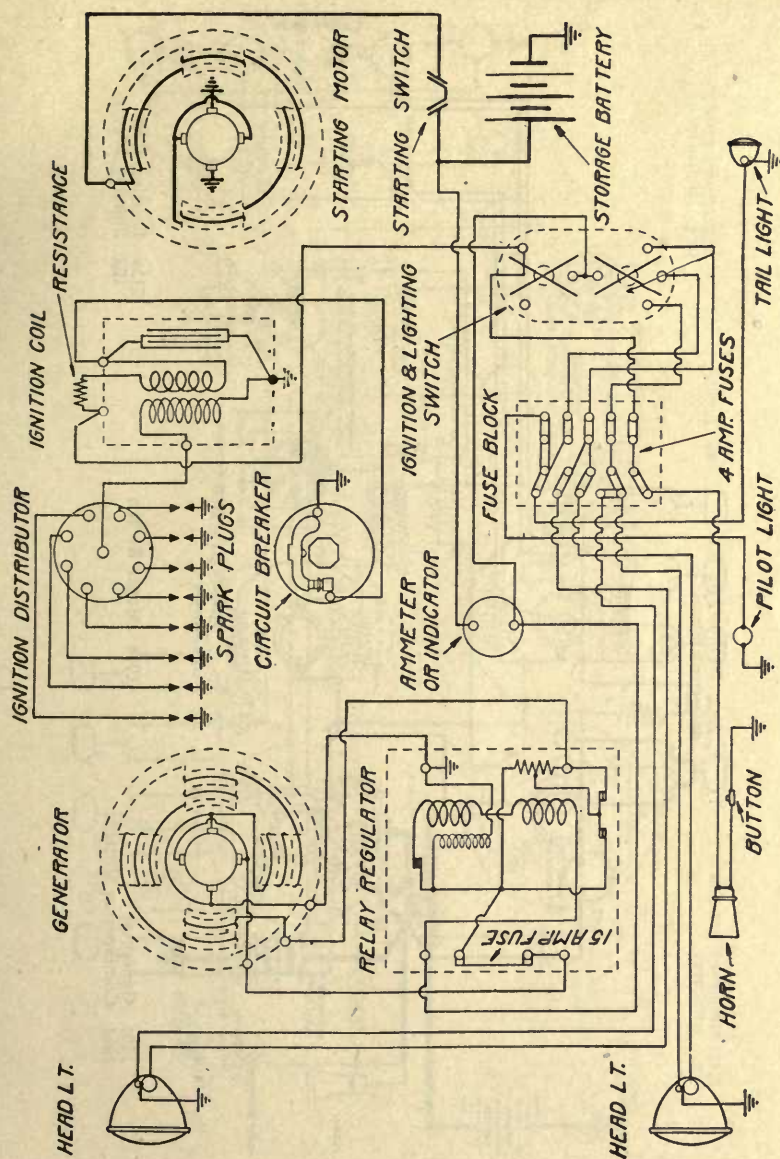 HEAD LT.
GENERATOR
IGNITION DISTRIBUTOR
IGNITION COIL
RESISTANCE
SPARK PLUGS
CIRCUIT BREAKER
STARTING MOTOR
RELAY REGULATOR
15 AMP FUSE
AMMETER
OR INDICATOR
IGNITION & LIGHTING
SWITCH
STARTING SWITCH
STORAGE BATTERY
FUSE BLOCK
4 AMP. FUSES
HEAD LT.
HORN
BUTTON
PILOT LIGHT
TAIL LIGHT